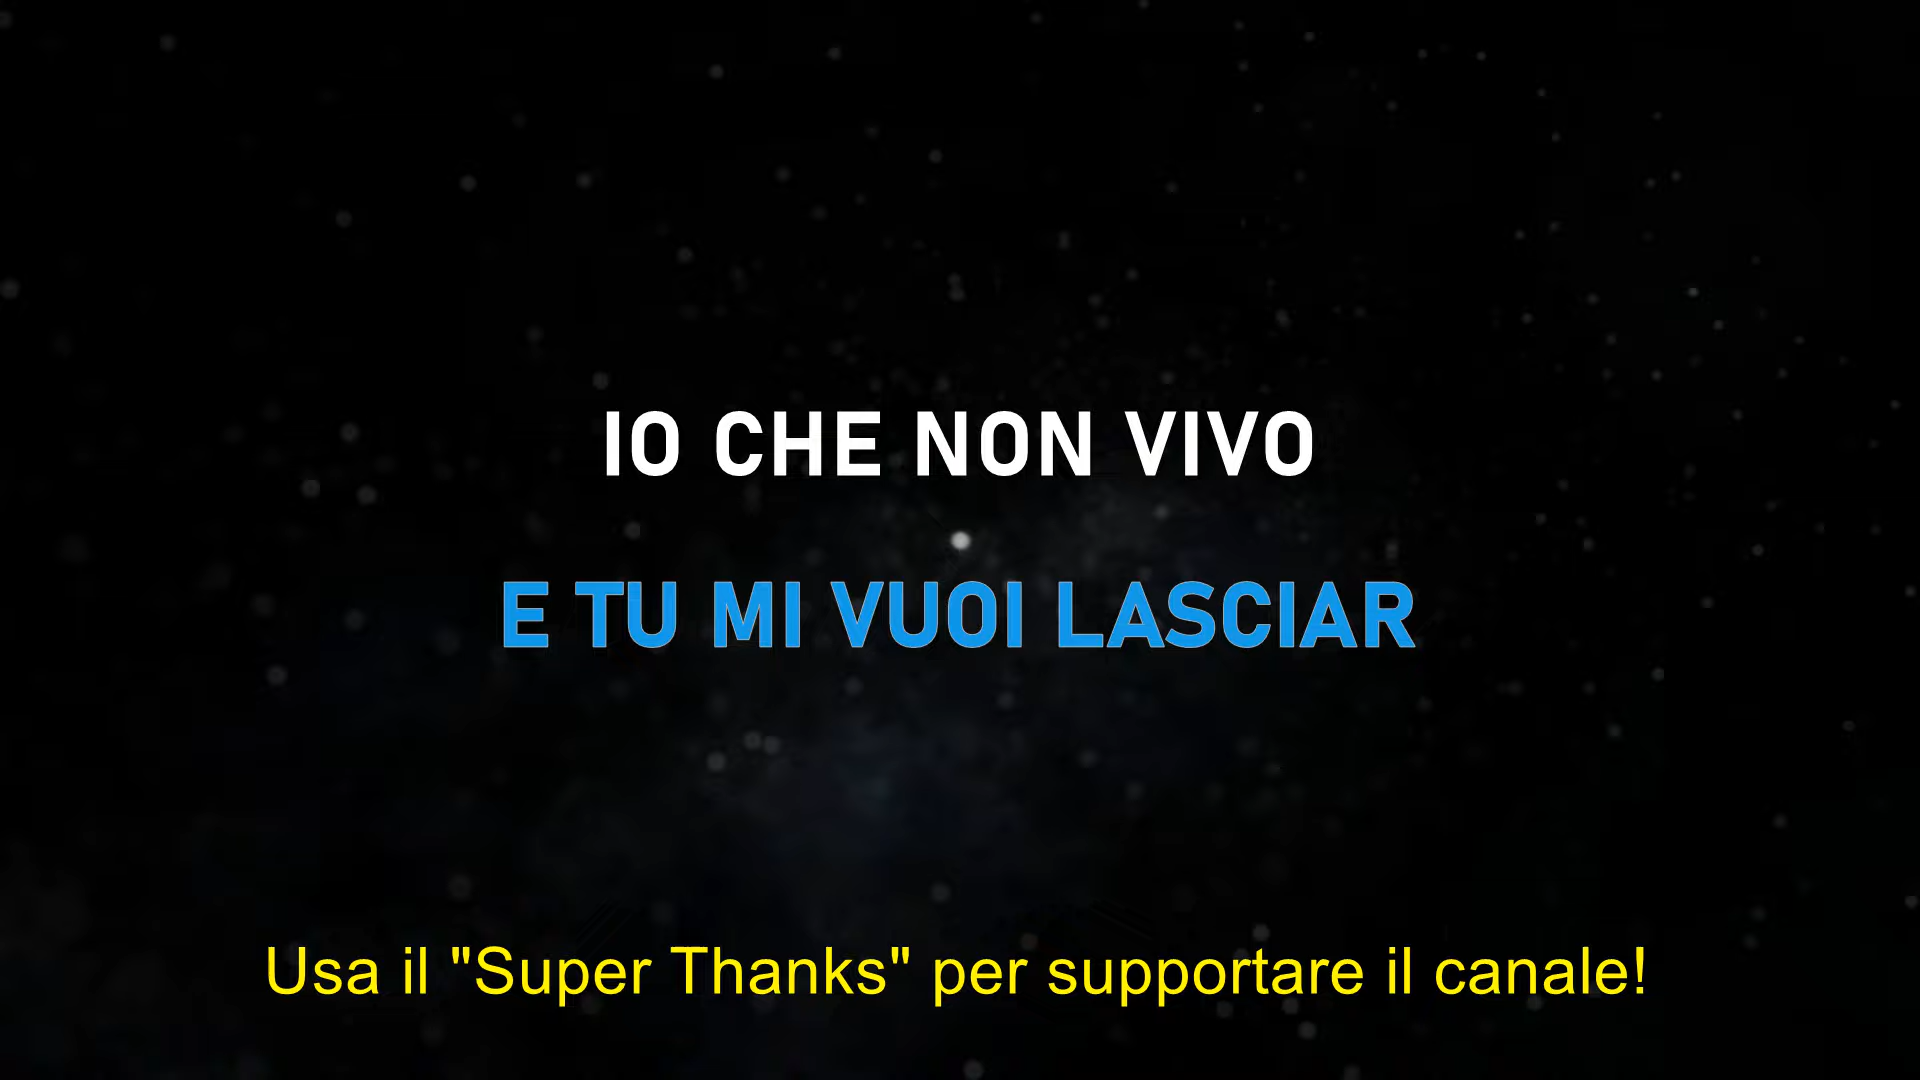 IO CHE NON VIVO
E TU MI VUOI LASCIAR
Usa il "Super Thanks" per supportare il canale!